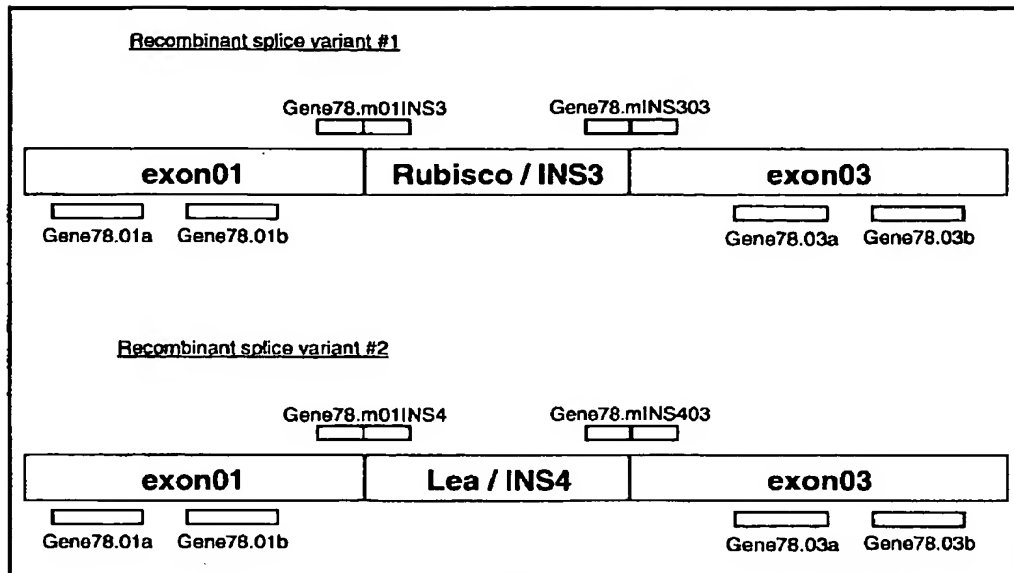 Recombinant splice variant #1
Gene78.m01INS3 Gene78.mINS303
exon01 Rubisco / INS3 exon03
Gene78.01a Gene78.01b Gene78.03a Gene78.03b
Recombinant splice variant #2
Gene78.m01INS4 Gene78.mINS403
exon01 Lea / INS4 exon03
Gene78.01a Gene78.01b Gene78.03a Gene78.03b